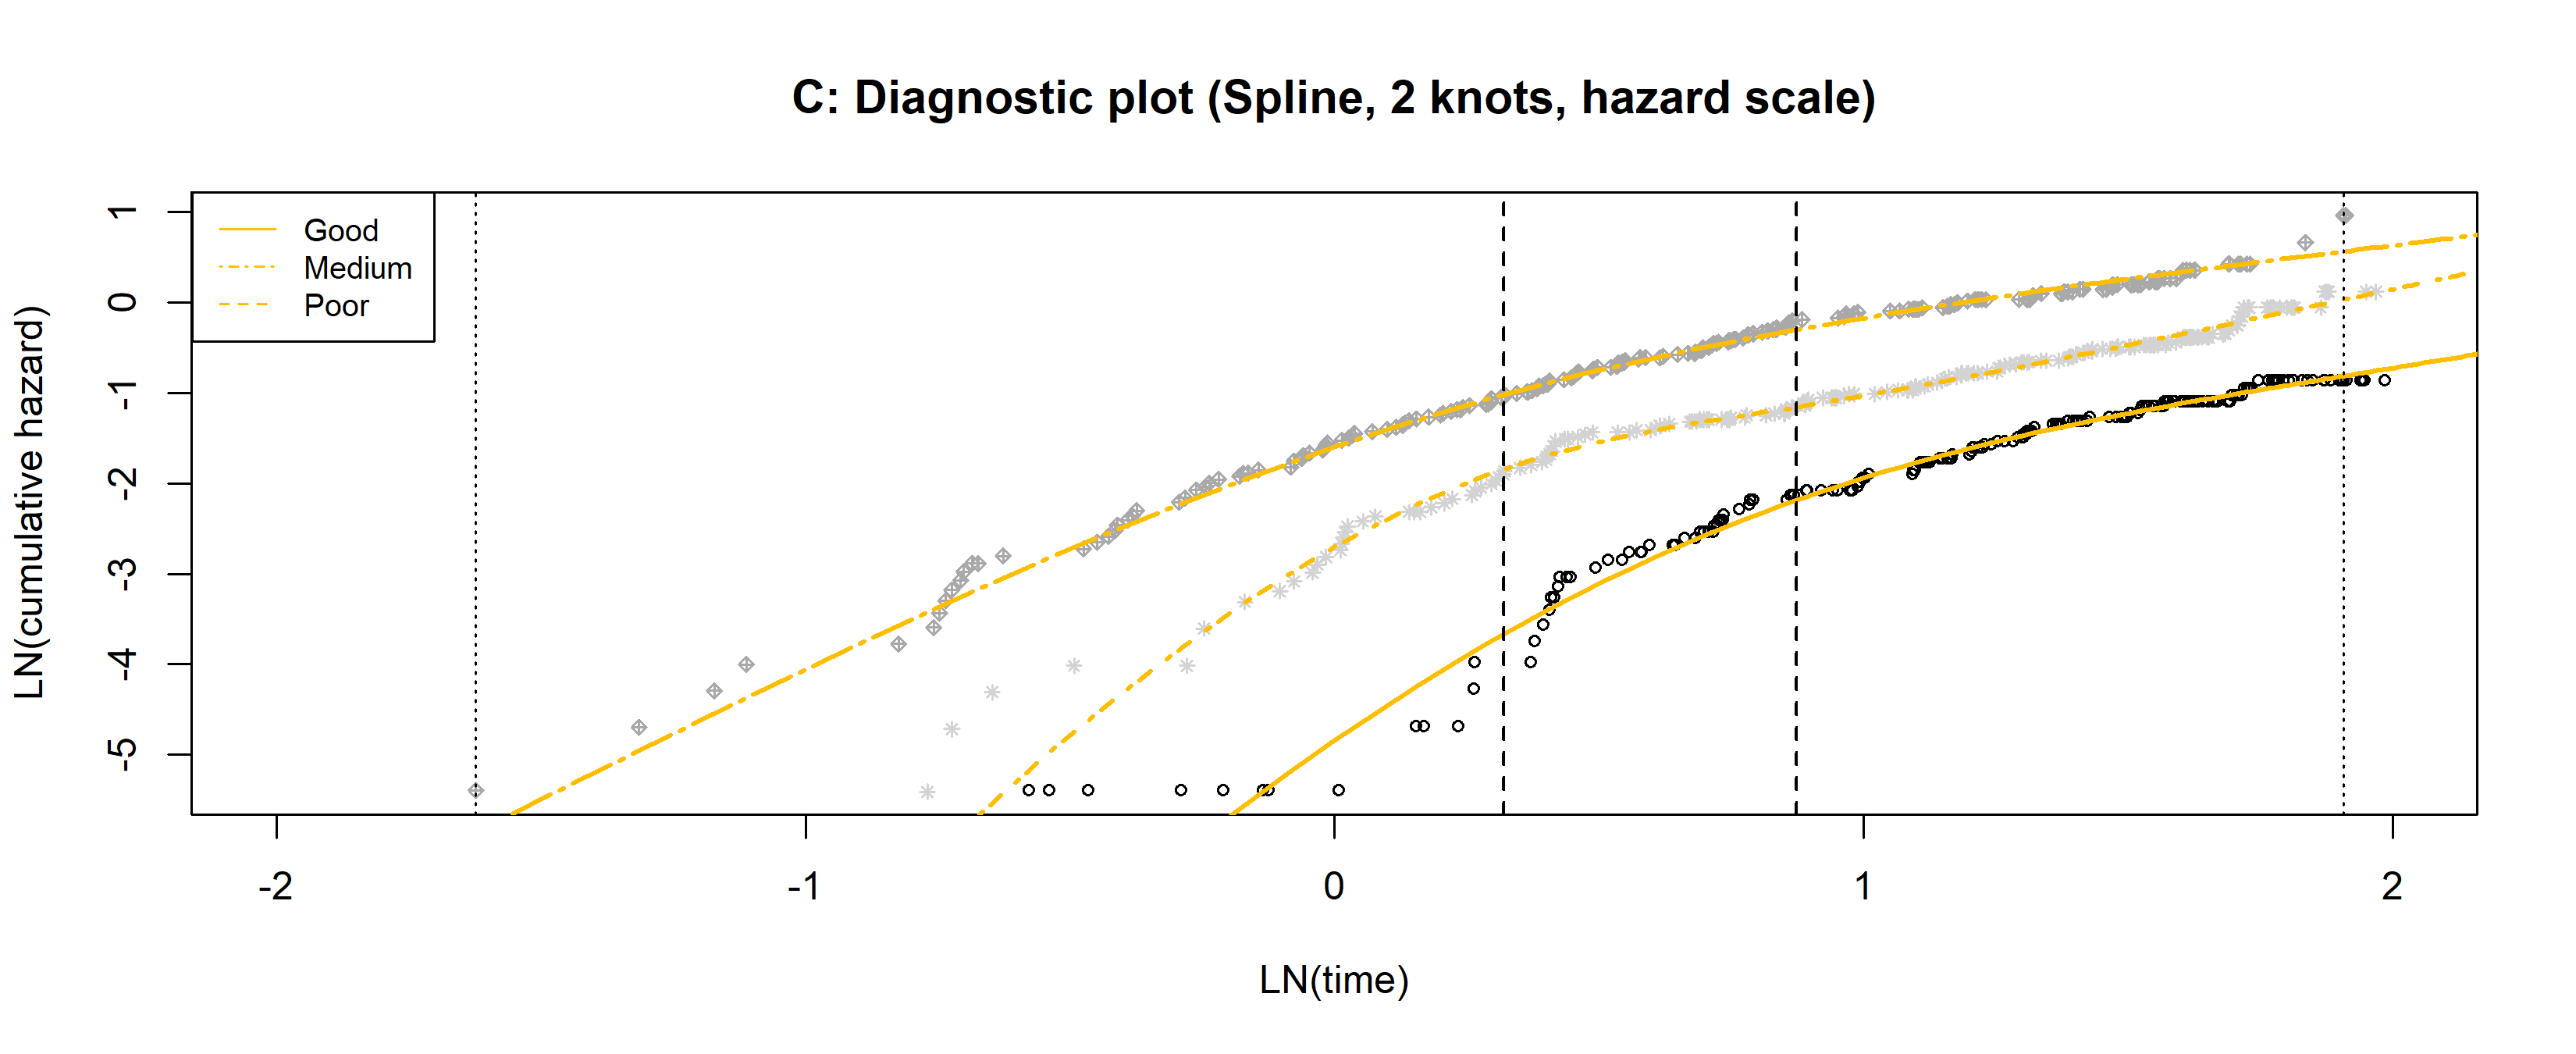 C: Diagnostic plot (Spline, 2 knots, hazard scale)
Good
Medium
Poor
LN(cumulative hazard)
1
0
-1
-2
-3
-4
-5
-2 -1 0 1 2
LN(time)